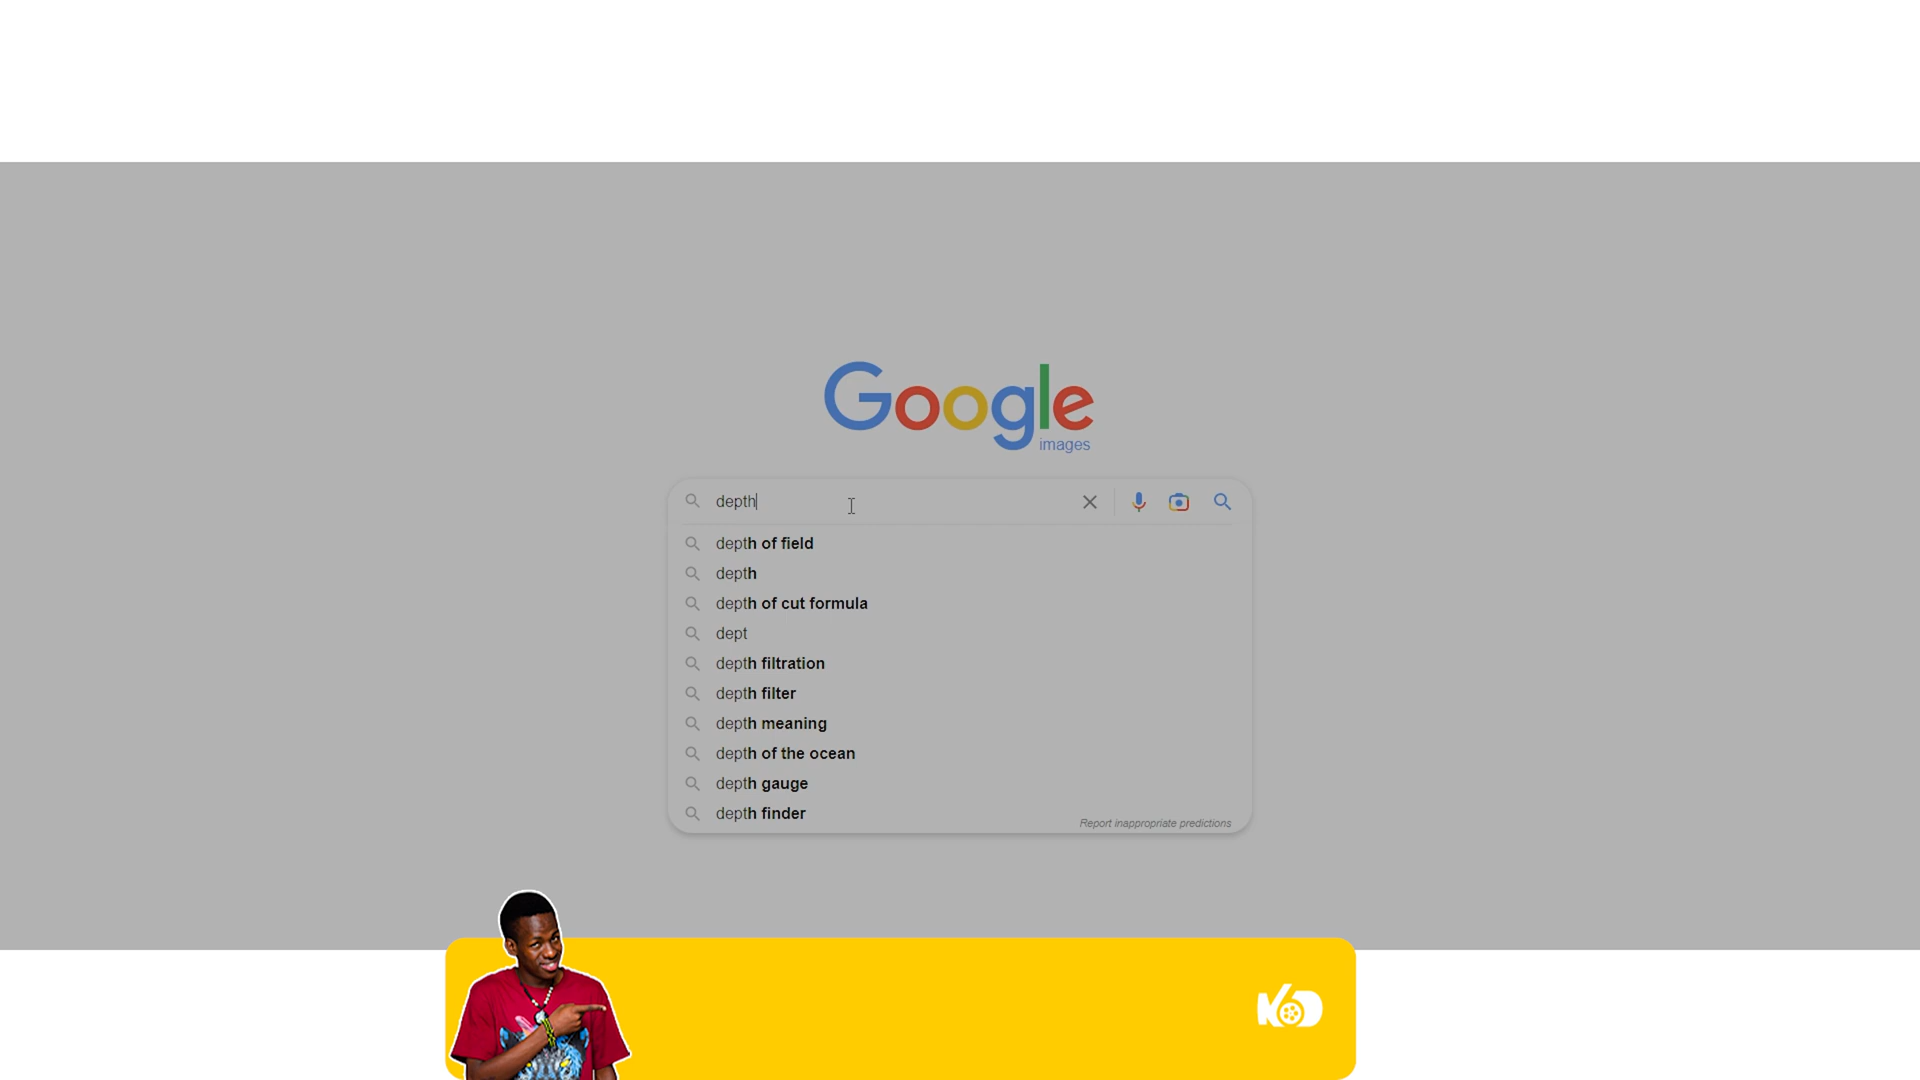 Google
images
depth
depth of field
depth
depth of cut formula
dept
depth filtration
depth filter
depth meaning
depth of the ocean
depth gauge
depth finder
Report inappropriate predictions
K6D